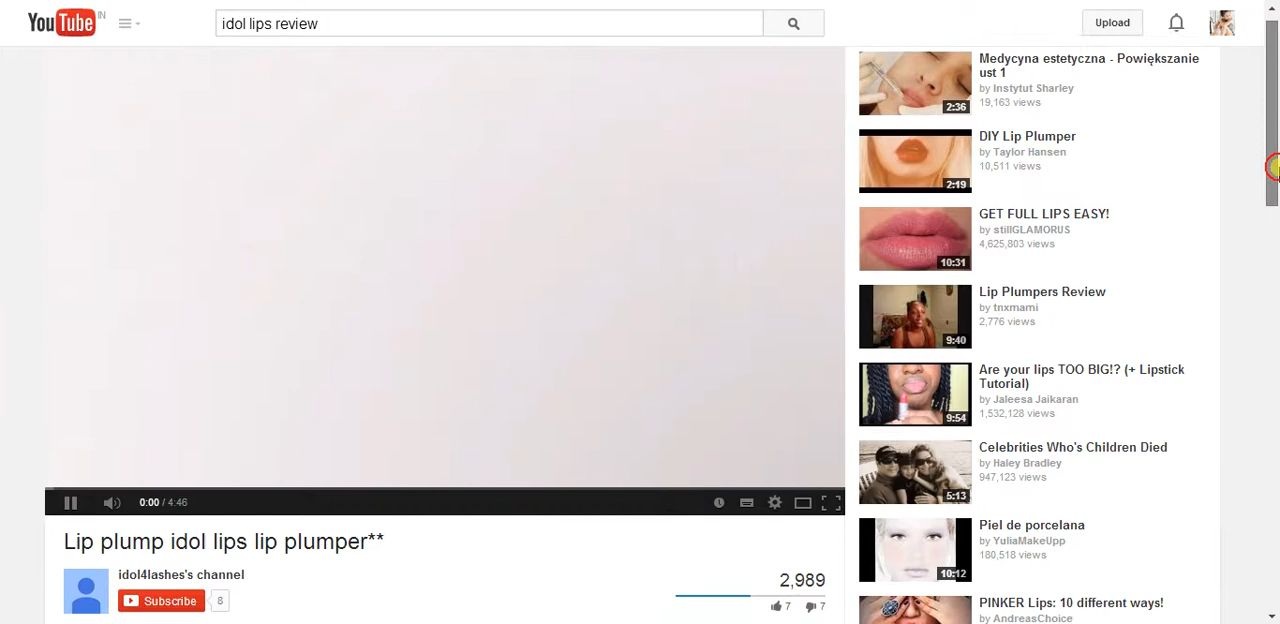 YouTube IN
idol lips review
Upload
Medycyna estetyczna - Powiększanie
ust 1
by Instytut Sharley
19,163 views
2:36
DIY Lip Plumper
by Taylor Hansen
10,511 views
2:19
GET FULL LIPS EASY!
by stillGLAMORUS
4,625,803 views
10:31
Lip Plumpers Review
by tnxmami
2,776 views
9:40
Are your lips TOO BIG!? (+ Lipstick
Tutorial)
by Jaleesa Jaikaran
1,532,128 views
9:54
Celebrities Who's Children Died
by Haley Bradley
947,123 views
5:13
Piel de porcelana
by YuliaMakeUpp
180,518 views
10:12
PINKER Lips: 10 different ways!
by AndreasChoice
0:00 / 4:46
Lip plump idol lips lip plumper**
idol4lashes's channel
Subscribe 8
2,989
7 7